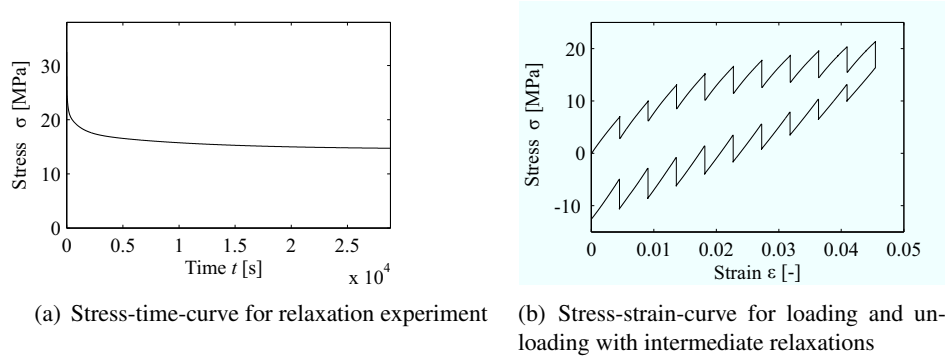 30
20
10
0
Stress σ [MPa]
0 0.5 1 1.5 2 2.5
x 10^4
Time t [s]
(a) Stress-time-curve for relaxation experiment
20
10
0
-10
Stress σ [MPa]
0 0.01 0.02 0.03 0.04 0.05
Strain ε [-]
(b) Stress-strain-curve for loading and un-
loading with intermediate relaxations